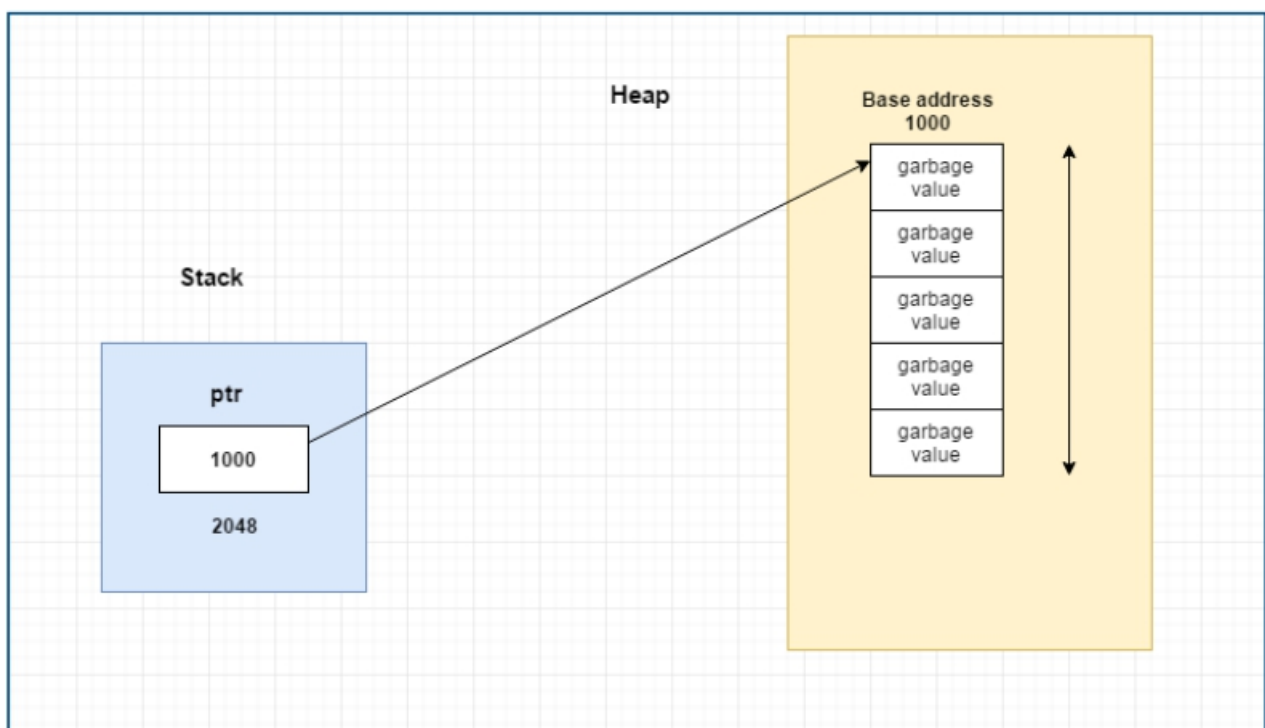 Heap
Base address
1000
garbage
value
garbage
value
garbage
value
garbage
value
garbage
value
Stack
ptr
1000
2048